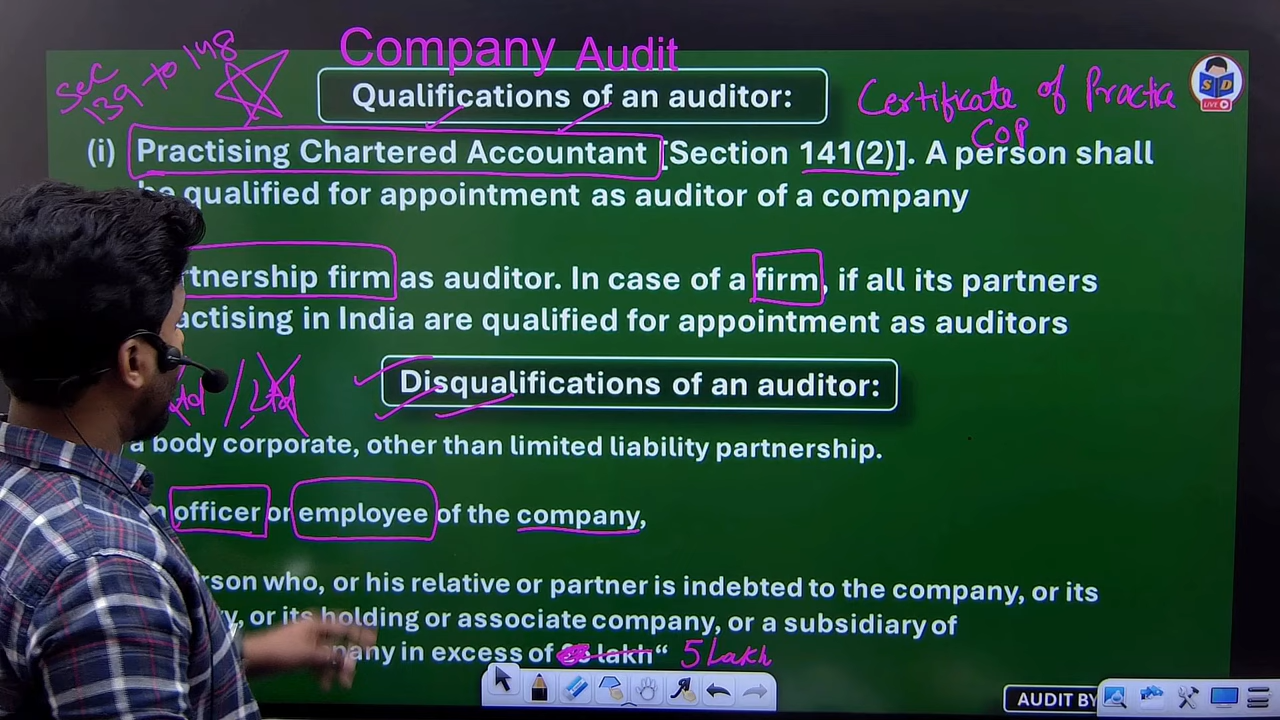 Company Audit
Sec 139 to 148
Qualifications of an auditor:
Certificate of Practice
COP
SD
LIVE
(i) Practising Chartered Accountant [Section 141(2)]. A person shall
qualified for appointment as auditor of a company
rtnership firm as auditor. In case of a firm, if all its partners
actising in India are qualified for appointment as auditors
Ltd / Ltd
Disqualifications of an auditor:
a body corporate, other than limited liability partnership.
officer or employee of the company,
rson who, or his relative or partner is indebted to the company, or its
y, or its holding or associate company, or a subsidiary of
pany in excess of lakh“ 5 Lakh
AUDIT BY